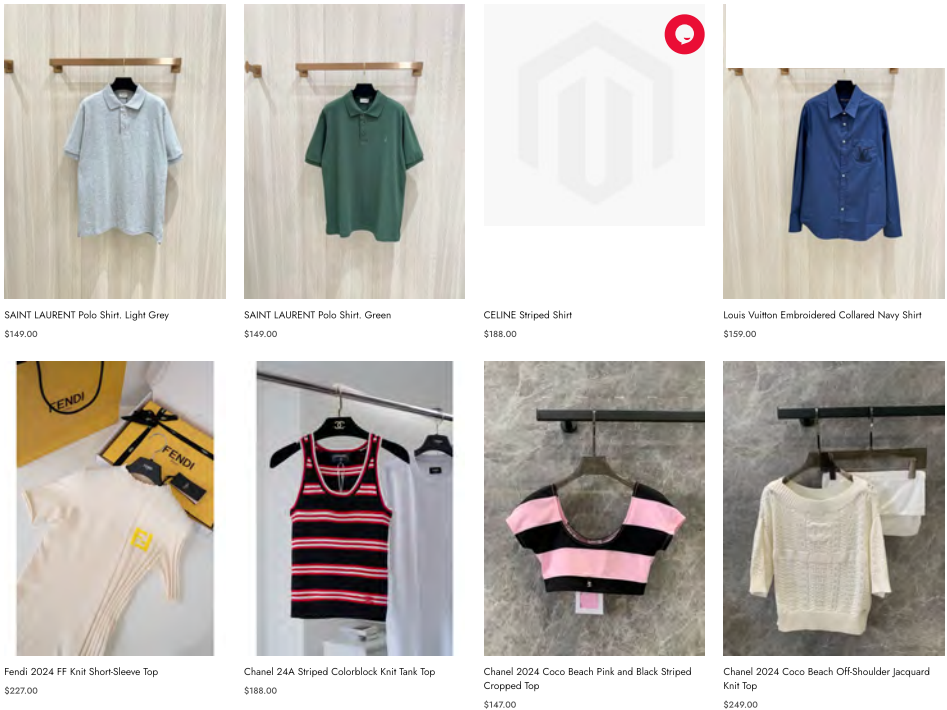 SAINT LAURENT Polo Shirt. Light Grey
$149.00
SAINT LAURENT Polo Shirt. Green
$149.00
CELINE Striped Shirt
$188.00
Louis Vuitton Embroidered Collared Navy Shirt
$159.00
FENDI
FENDI
Fendi 2024 FF Knit Short-Sleeve Top
$227.00
Chanel 24A Striped Colorblock Knit Tank Top
$188.00
Chanel 2024 Coco Beach Pink and Black Striped
Cropped Top
$147.00
Chanel 2024 Coco Beach Off-Shoulder Jacquard
Knit Top
$249.00